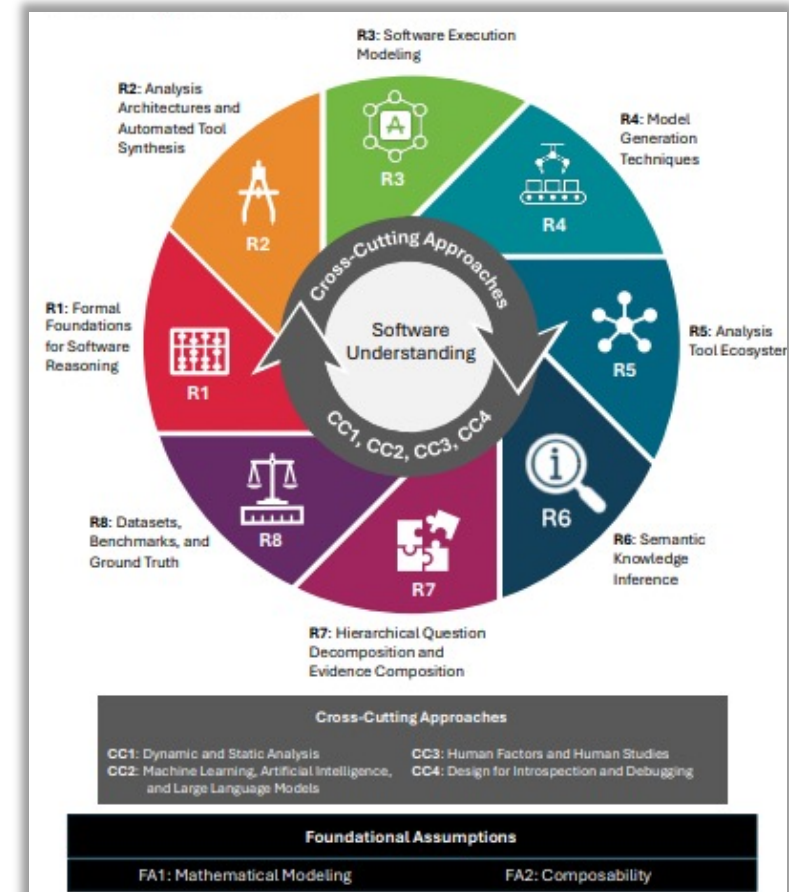 R3: Software Execution
Modeling
R2: Analysis
Architectures and
Automated Tool
Synthesis
R4: Model
Generation
Techniques
R3
R4
R2
Cross-Cutting Approaches
R1: Formal
Foundations
for Software
Reasoning
Software
Understanding
R5: Analysis
Tool Ecosyster
R5
R1
CC1, CC2, CC3, CC4
R8: Datasets,
Benchmarks, and
Ground Truth
R8
R6
R6: Semantic
Knowledge
Inference
R7
R7: Hierarchical Question
Decomposition and
Evidence Composition
Cross-Cutting Approaches
CC1: Dynamic and Static Analysis
CC2: Machine Learning, Artificial Intelligence,
and Large Language Models
CC3: Human Factors and Human Studies
CC4: Design for Introspection and Debugging
Foundational Assumptions
FA1: Mathematical Modeling
FA2: Composability